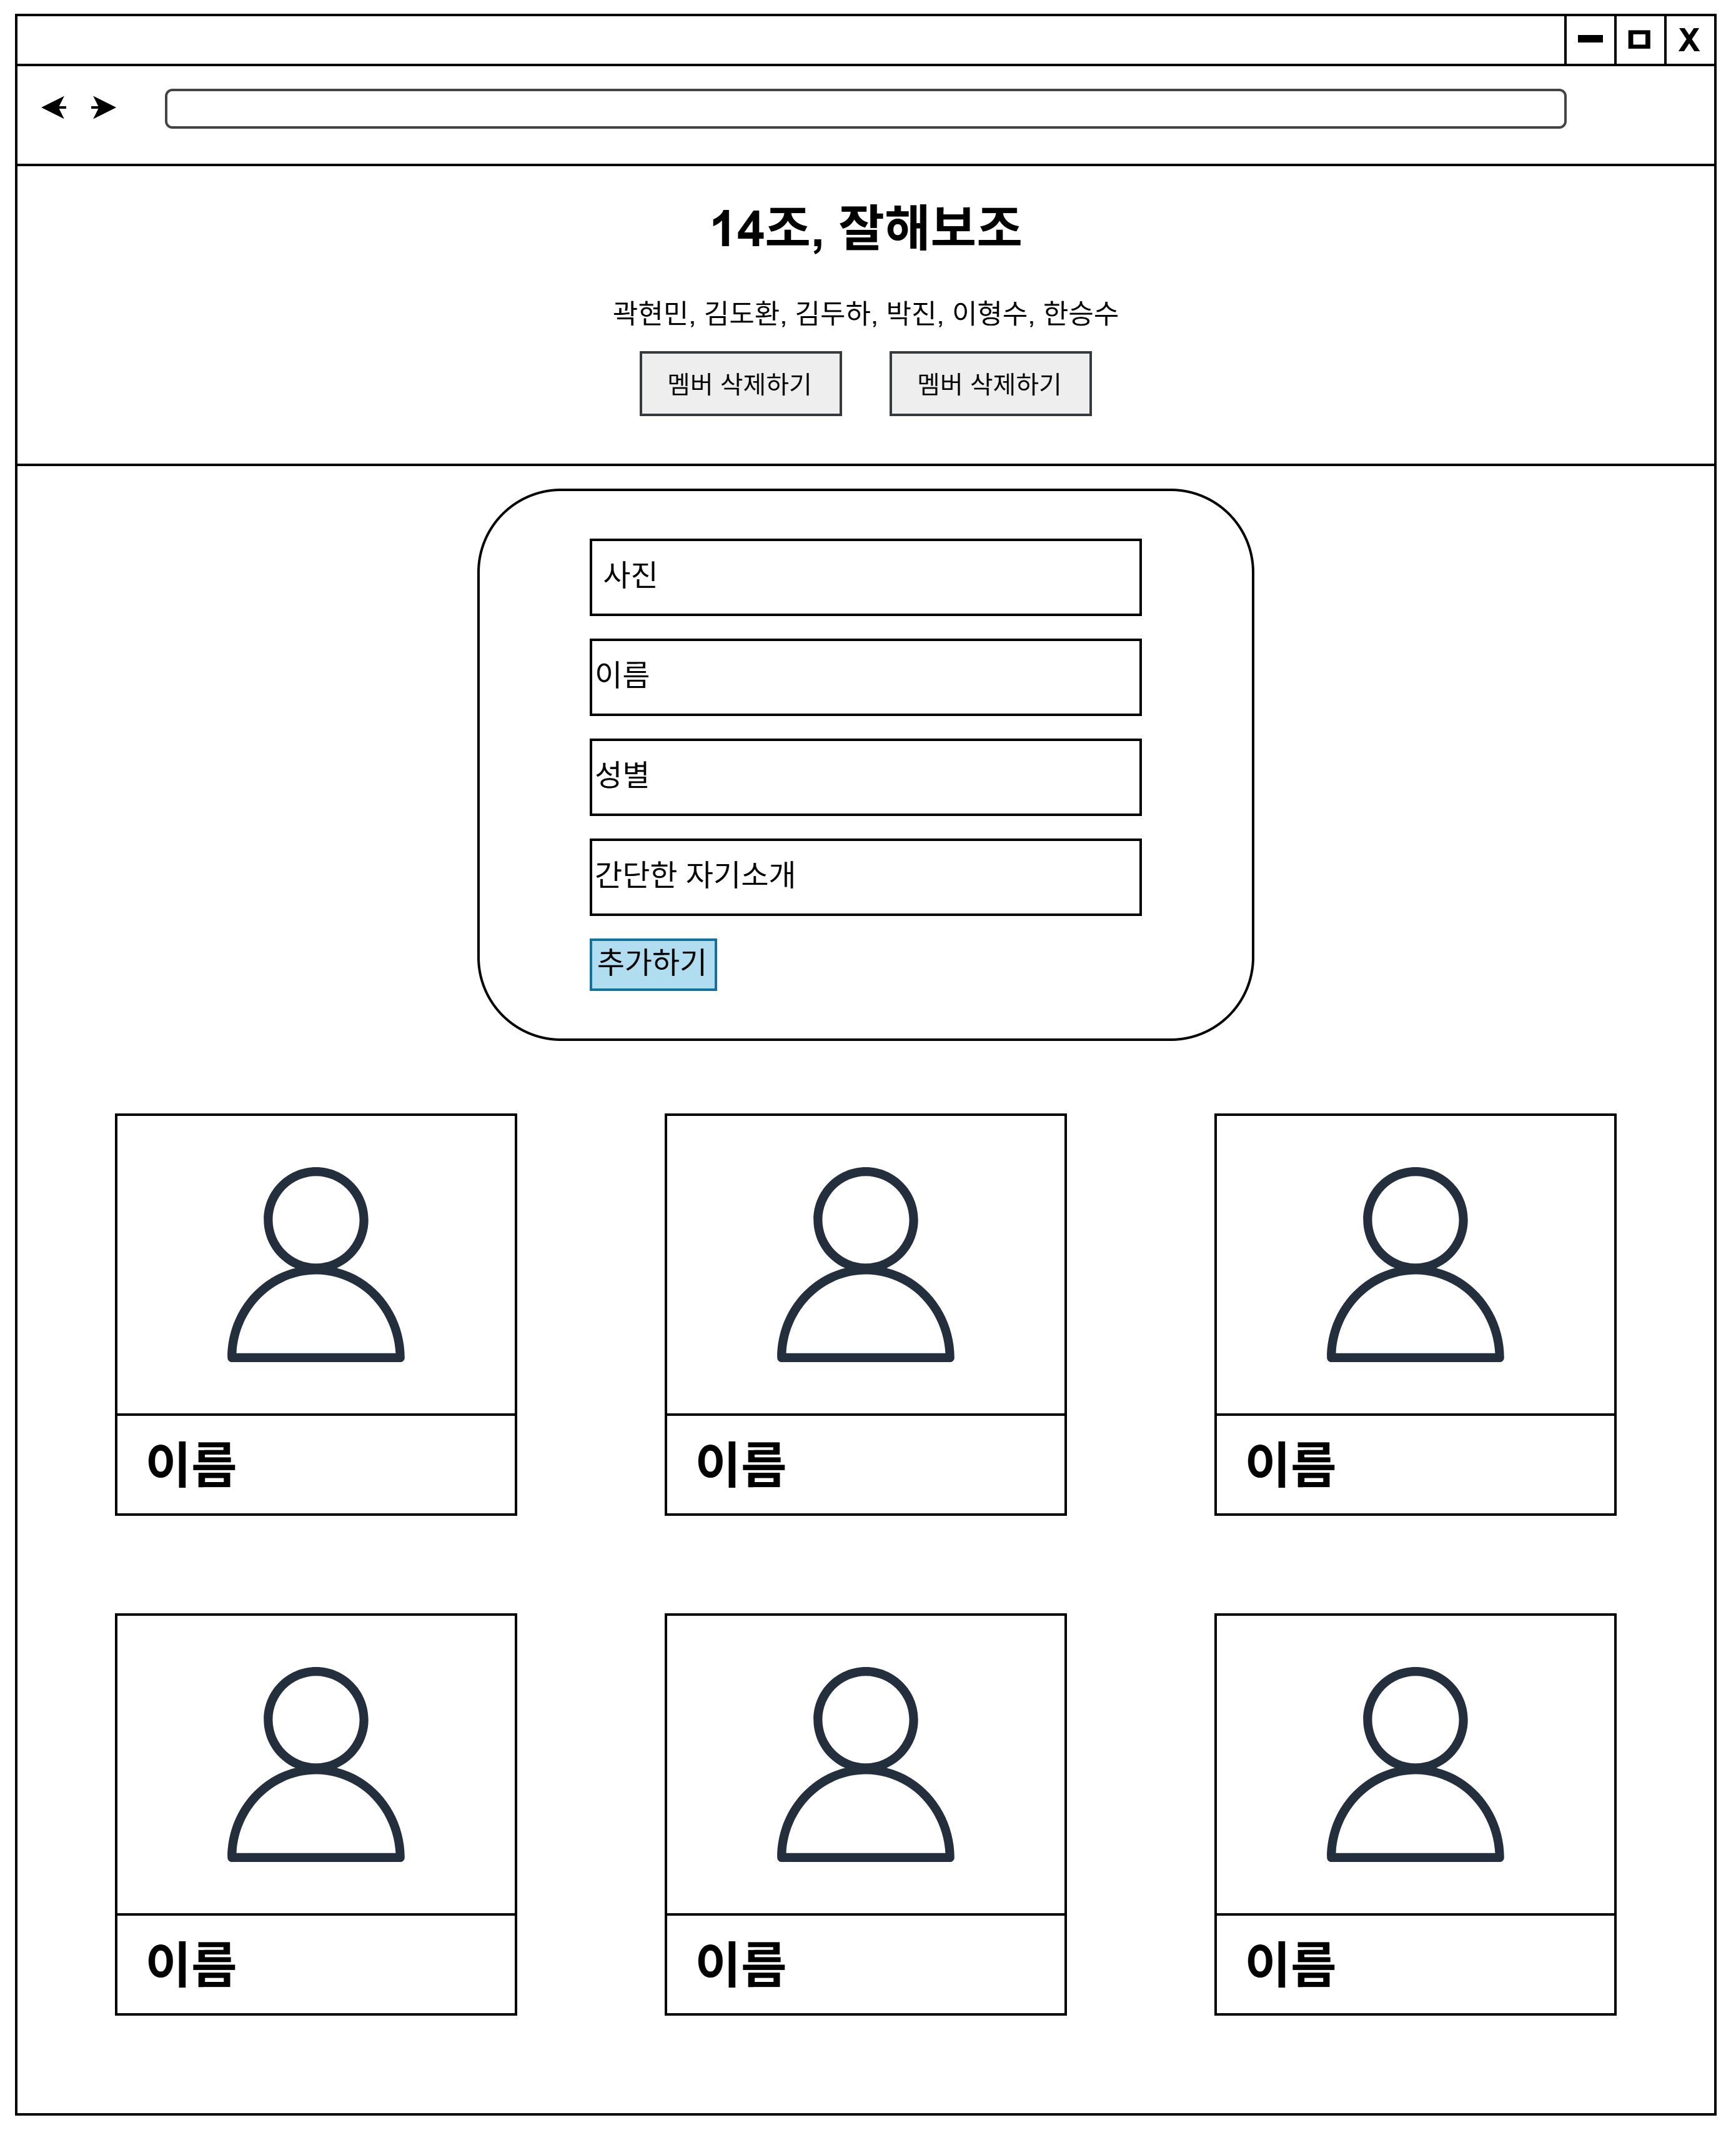 X
14조, 잘해보조
곽현민, 김도환, 김두하, 박진, 이형수, 한승수
멤버 삭제하기 멤버 삭제하기
사진
이름
성별
간단한 자기소개
추가하기
이름 이름 이름
이름 이름 이름